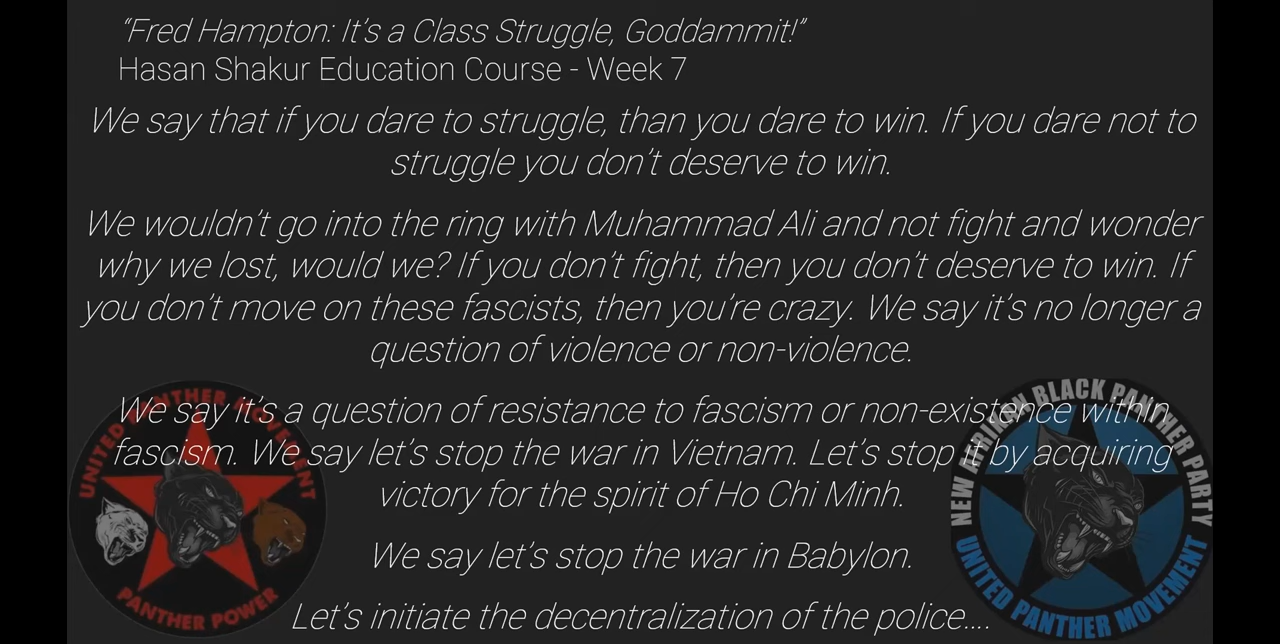 “Fred Hampton: It’s a Class Struggle, Goddammit!”
Hasan Shakur Education Course - Week 7
We say that if you dare to struggle, than you dare to win. If you dare not to
struggle you don’t deserve to win.
We wouldn’t go into the ring with Muhammad Ali and not fight and wonder
why we lost, would we? If you don’t fight, then you don’t deserve to win. If
you don’t move on these fascists, then you’re crazy. We say it’s no longer a
question of violence or non-violence.
We say it’s a question of resistance to fascism or non-existence within
fascism. We say let’s stop the war in Vietnam. Let’s stop it by acquiring
victory for the spirit of Ho Chi Minh.
We say let’s stop the war in Babylon.
Let’s initiate the decentralization of the police....
UNITED PANTHER MOVEMENT
PANTHER POWER
NEW AFRIKAN BLACK PANTHER PARTY
UNITED PANTHER MOVEMENT